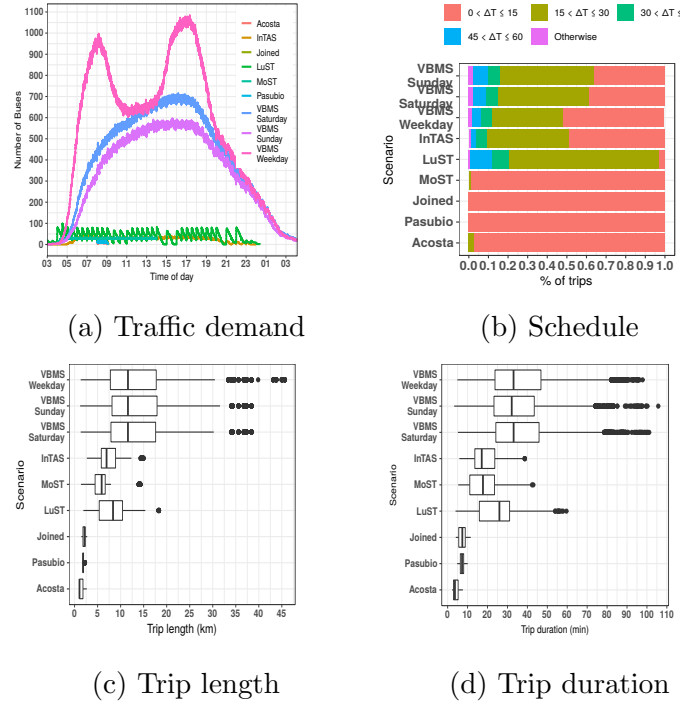 1100
1000
900
800
700
600
500
400
300
200
100
0
Number of Buses
03 05 07 09 11 13 15 17 19 21 23 01 03
Time of day
Acosta
InTAS
Joined
LuST
MoST
Pasubio
VBMS
Saturday
VBMS
Sunday
VBMS
Weekday
(a) Traffic demand
0 < ΔT ≤ 15
15 < ΔT ≤ 30
30 < ΔT ≤
45 < ΔT ≤ 60
Otherwise
Scenario
VBMS
Sunday
VBMS
Saturday
VBMS
Weekday
InTAS
LuST
MoST
Joined
Pasubio
Acosta
0.0 0.1 0.2 0.3 0.4 0.5 0.6 0.7 0.8 0.9 1.0
% of trips
(b) Schedule
Scenario
VBMS
Weekday
VBMS
Sunday
VBMS
Saturday
InTAS
MoST
LuST
Joined
Pasubio
Acosta
0 5 10 15 20 25 30 35 40 45
Trip length (km)
(c) Trip length
Scenario
VBMS
Weekday
VBMS
Sunday
VBMS
Saturday
InTAS
MoST
LuST
Joined
Pasubio
Acosta
0 10 20 30 40 50 60 70 80 90 100 110
Trip duration (min)
(d) Trip duration